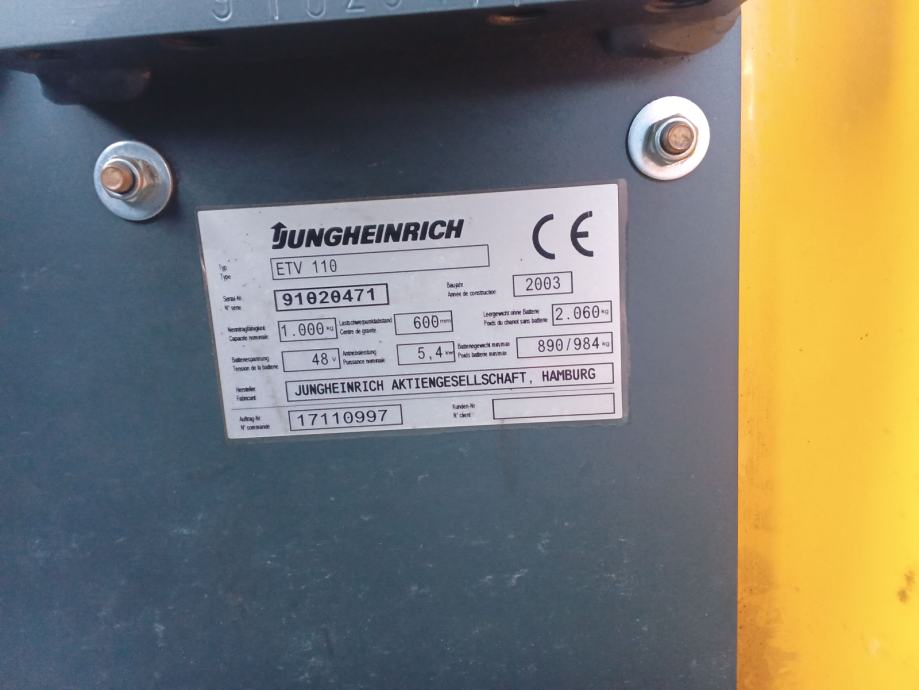 JUNGHEINRICH CE
Typ
Type ETV 110
Serial-Nr
N° série 91020471 Baujahr
Année de construction 2003
Nenntragfähigkeit
Capacité nominale 1.000 kg Lastschwerpunktabstand
Centre de gravité 600 mm Leergewicht ohne Batterie
Poids du chariot sans batterie 2.060 kg
Batteriespannung
Tension de la batterie 48 V Antriebsleistung
Puissance nominale 5,4 kW Batteriegewicht min/max
Poids batterie min/max 890/984 kg
Hersteller
Fabricant JUNGHEINRICH AKTIENGESELLSCHAFT, HAMBURG
Auftrag-Nr
N° commande 17110997 Kunden-Nr
N° client